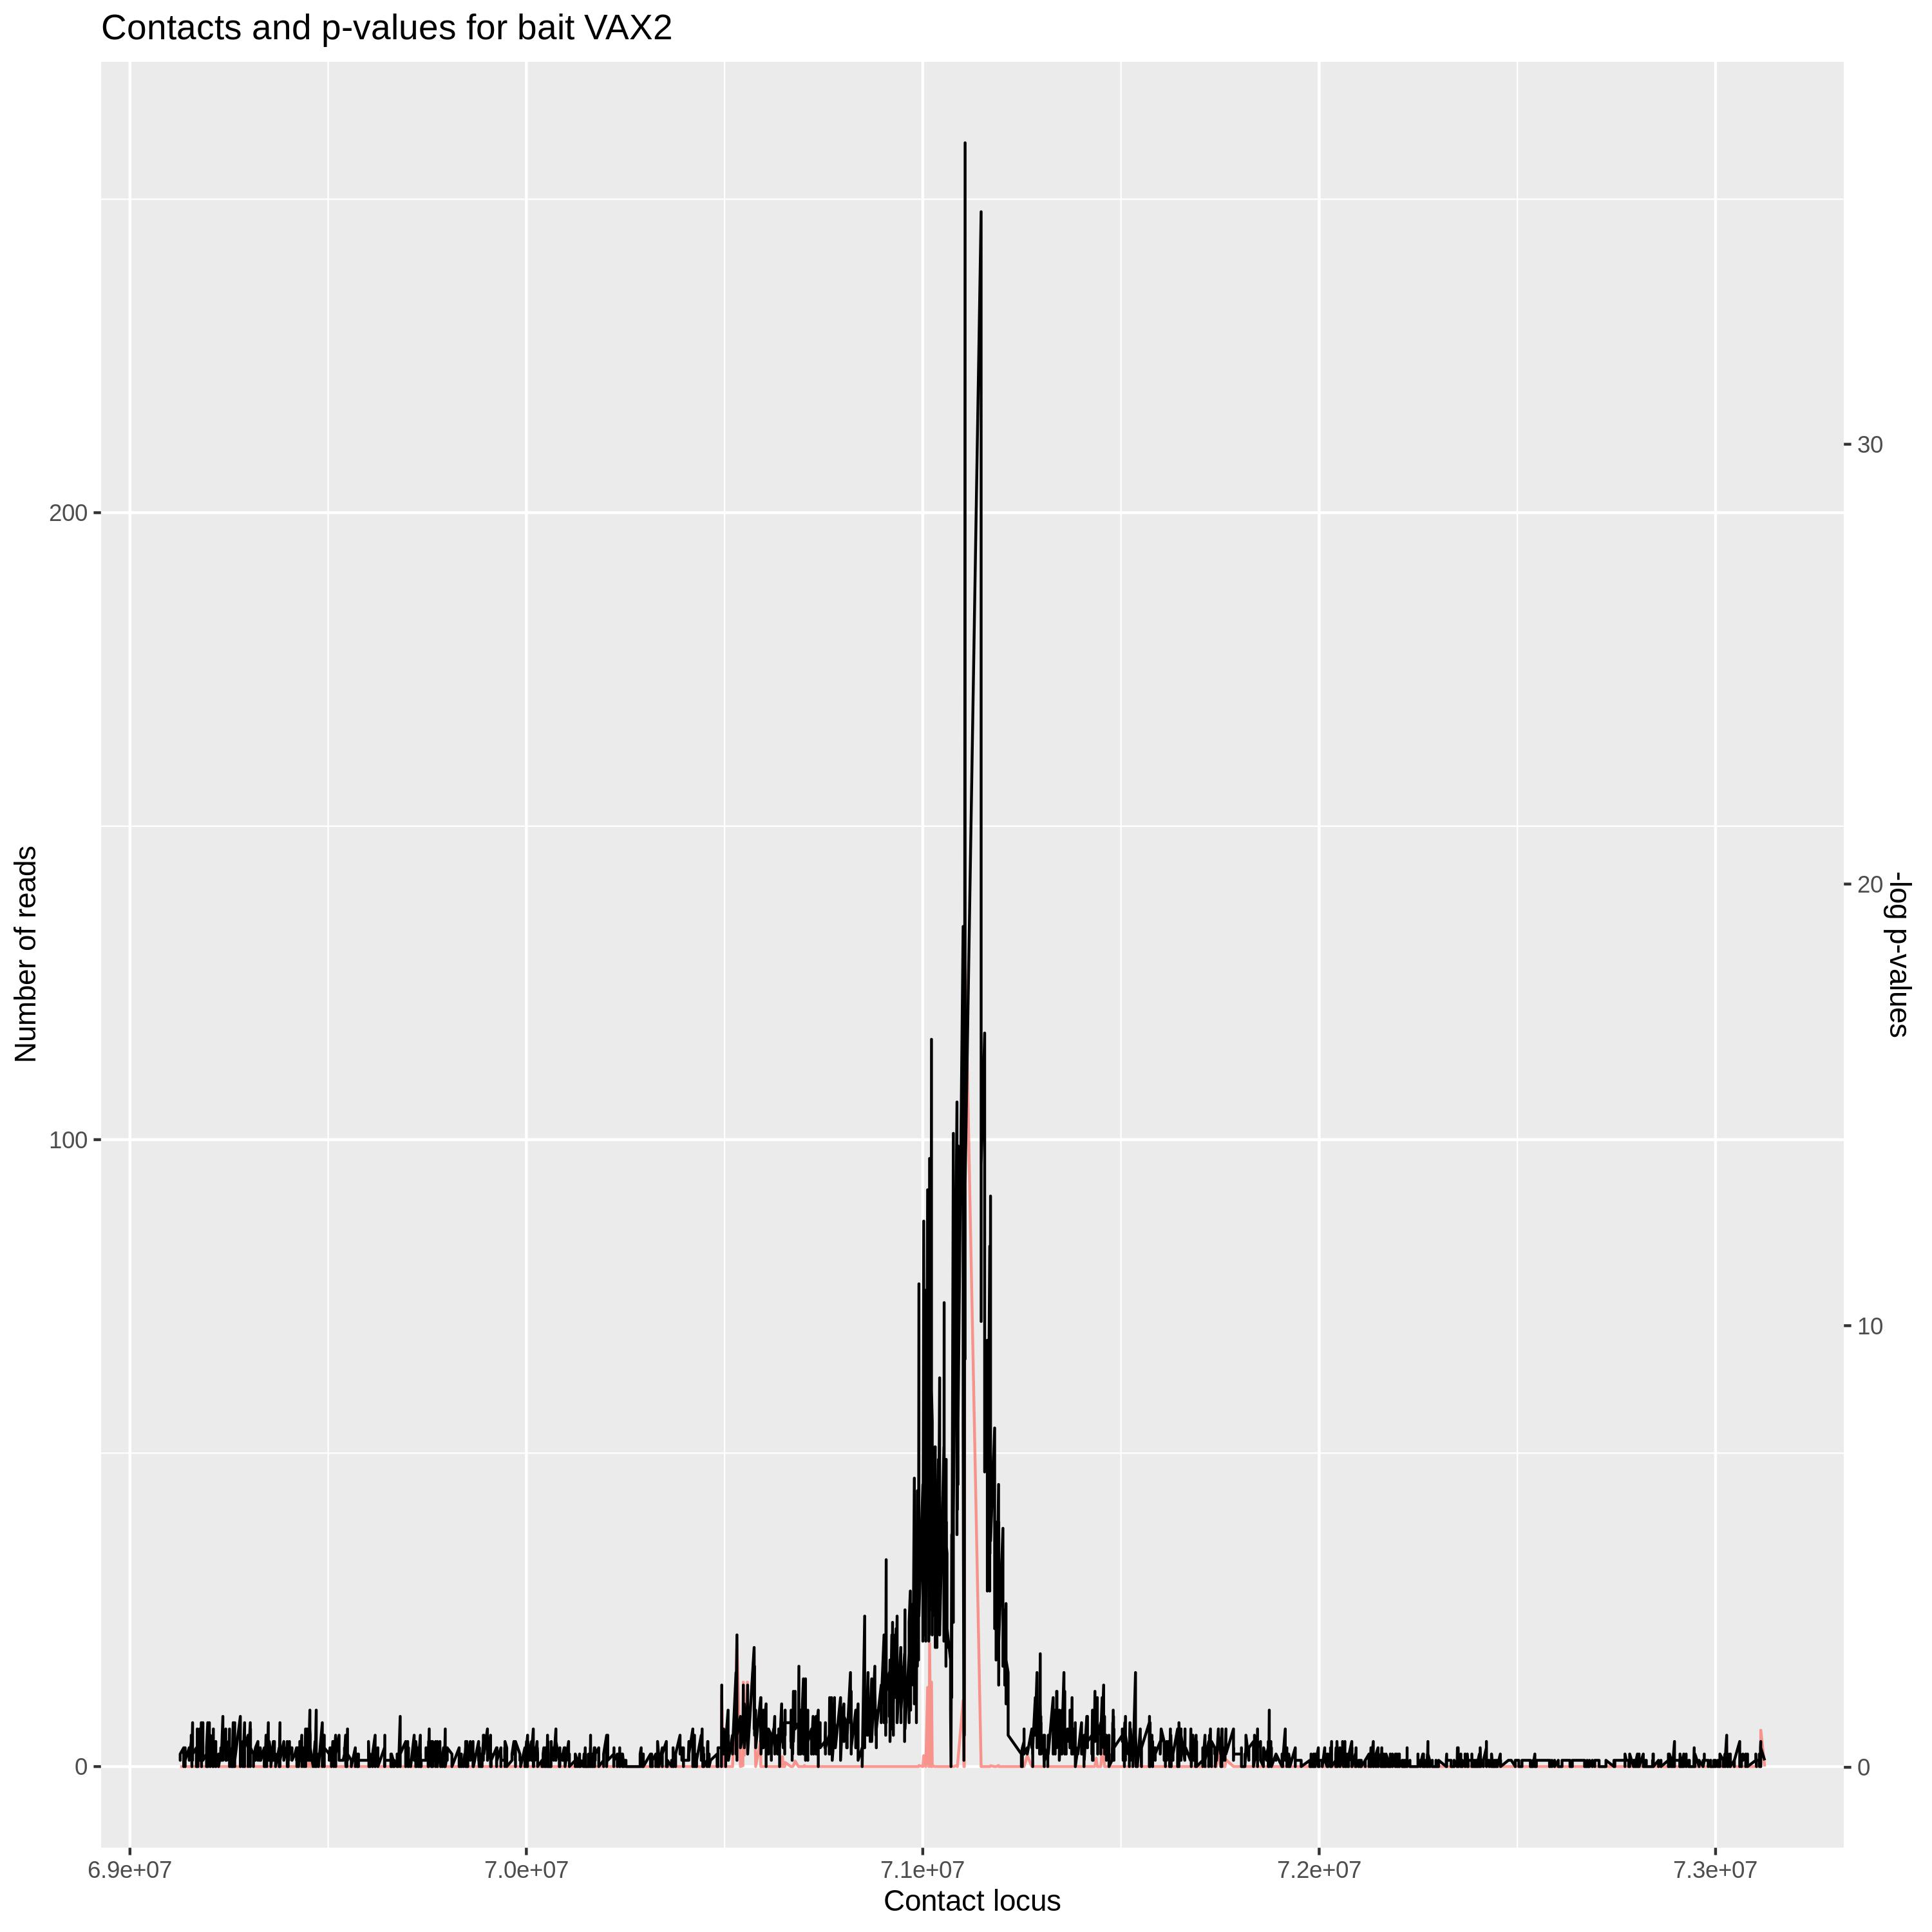 Contacts and p-values for bait VAX2
Number of reads
200
100
0
30
20
10
0
-log p-values
6.9e+07
7.0e+07
7.1e+07
7.2e+07
7.3e+07
Contact locus